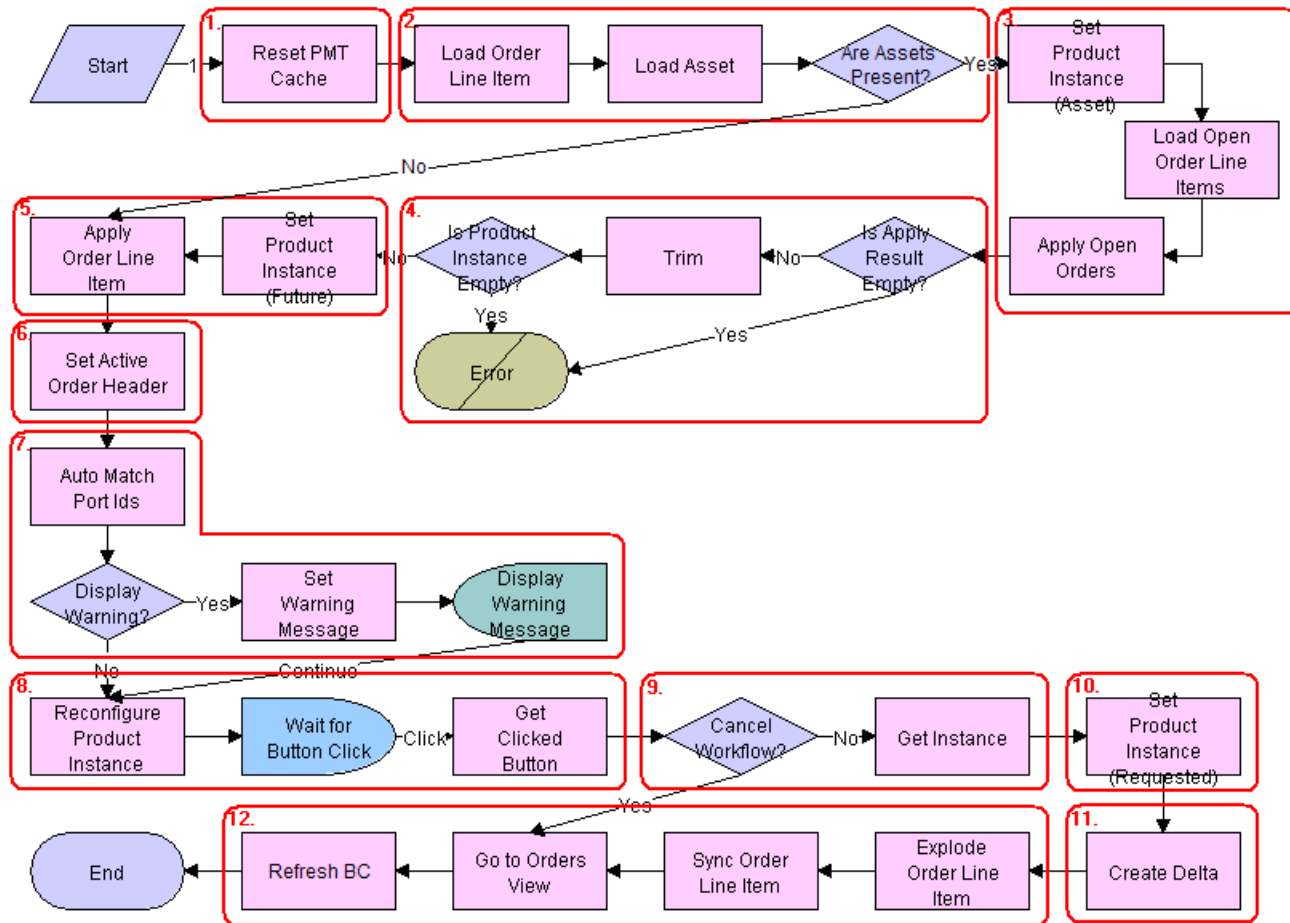 1.
2.
3.
Start
1
Reset PMT
Cache
Load Order
Line Item
Load Asset
Are Assets
Present?
Yes
Set
Product
Instance
(Asset)
Load Open
Order Line
Items
No
5.
4.
Apply
Order Line
Item
Set
Product
Instance
(Future)
No
Is Product
Instance
Empty?
Trim
No
Is Apply
Result
Empty?
Apply Open
Orders
Yes
Yes
Error
6.
Set Active
Order Header
7.
Auto Match
Port Ids
Display
Warning?
Yes
Set
Warning
Message
Display
Warning
Message
No
Continue
8.
9.
10.
Reconfigure
Product
Instance
Wait for
Button Click
Click
Get
Clicked
Button
Cancel
Workflow?
No
Get Instance
Set
Product
Instance
(Requested)
Yes
12.
11.
End
Refresh BC
Go to Orders
View
Sync Order
Line Item
Explode
Order Line
Item
Create Delta